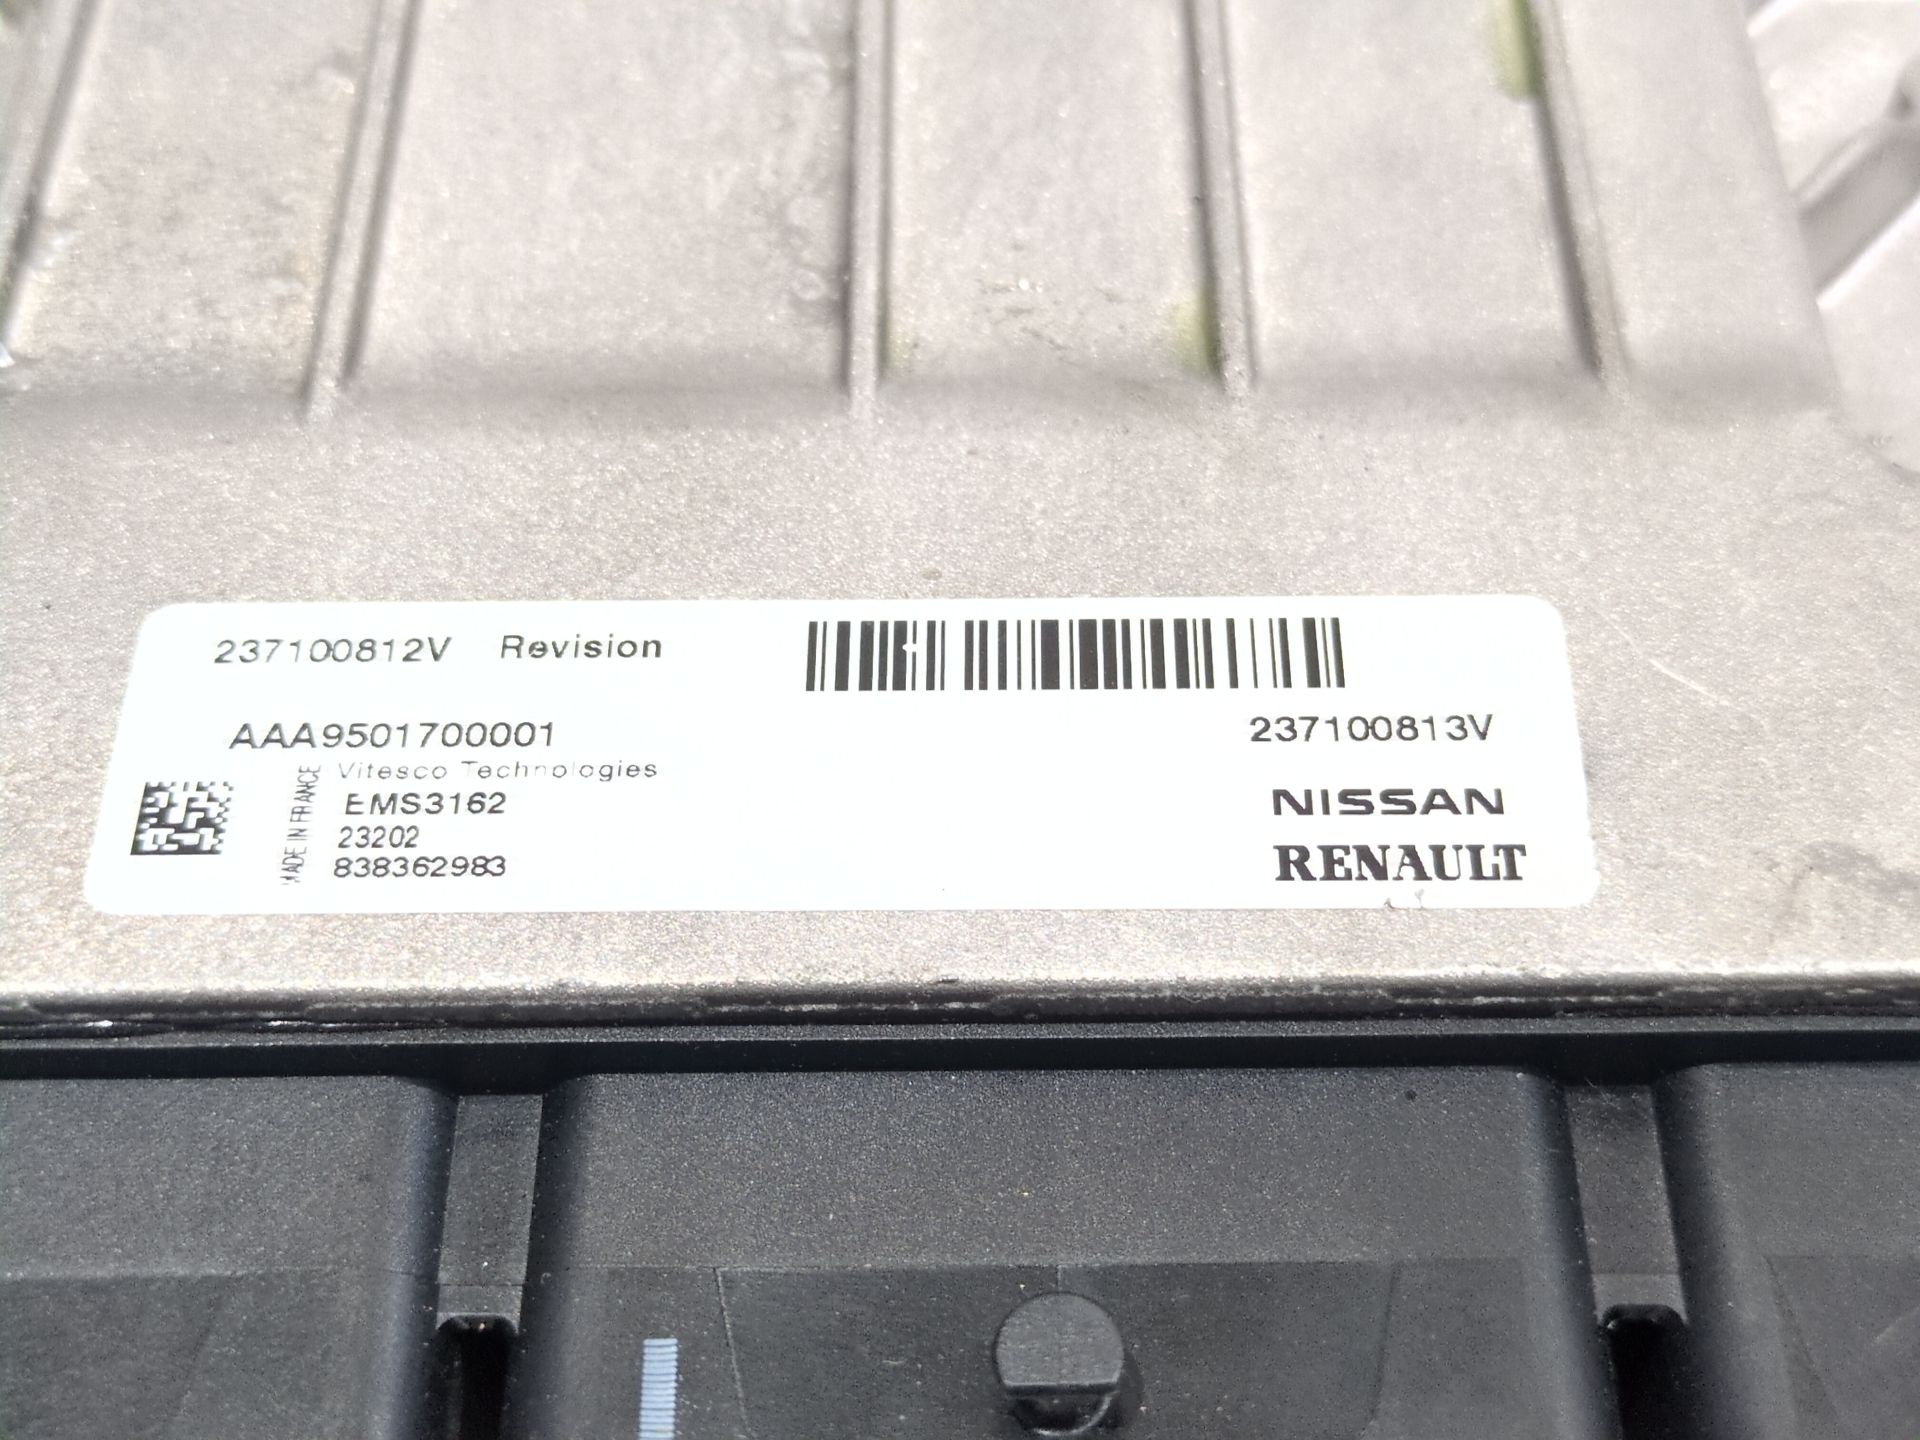 237100812V Revision
AAA9501700001
237100813V
Vitesco Technologies
MADE IN FRANCE
EMS3162
23202
838362983
NISSAN
RENAULT